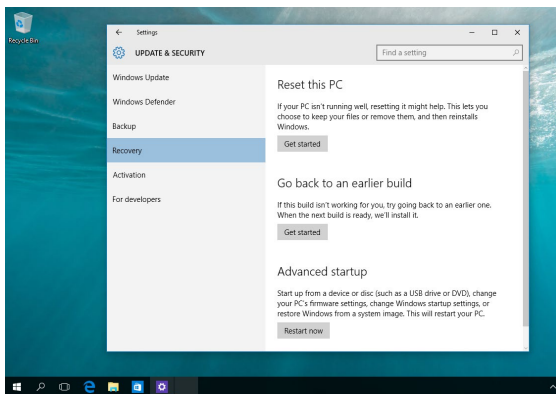 Recycle Bin
Settings
UPDATE & SECURITY
Find a setting
Windows Update
Windows Defender
Backup
Recovery
Activation
For developers
Reset this PC
If your PC isn't running well, resetting it might help. This lets you
choose to keep your files or remove them, and then reinstalls
Windows.
Get started
Go back to an earlier build
If this build isn't working for you, try going back to an earlier one.
When the next build is ready, we'll install it.
Get started
Advanced startup
Start up from a device or disc (such as a USB drive or DVD), change
your PC's firmware settings, change Windows startup settings, or
restore Windows from a system image. This will restart your PC.
Restart now